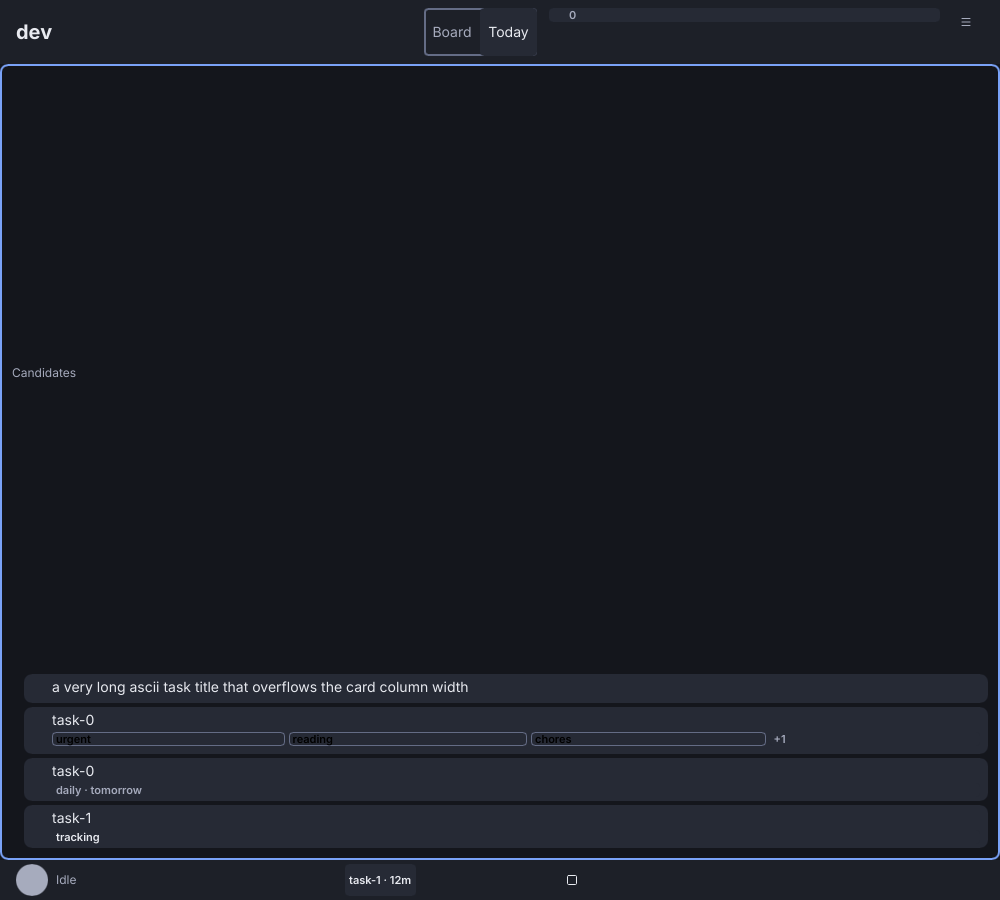 dev
Board Today 0 ☰
Candidates
a very long ascii task title that overflows the card column width
task-0
urgent reading chores +1
task-0
daily · tomorrow
task-1
tracking
Idle task-1 · 12m